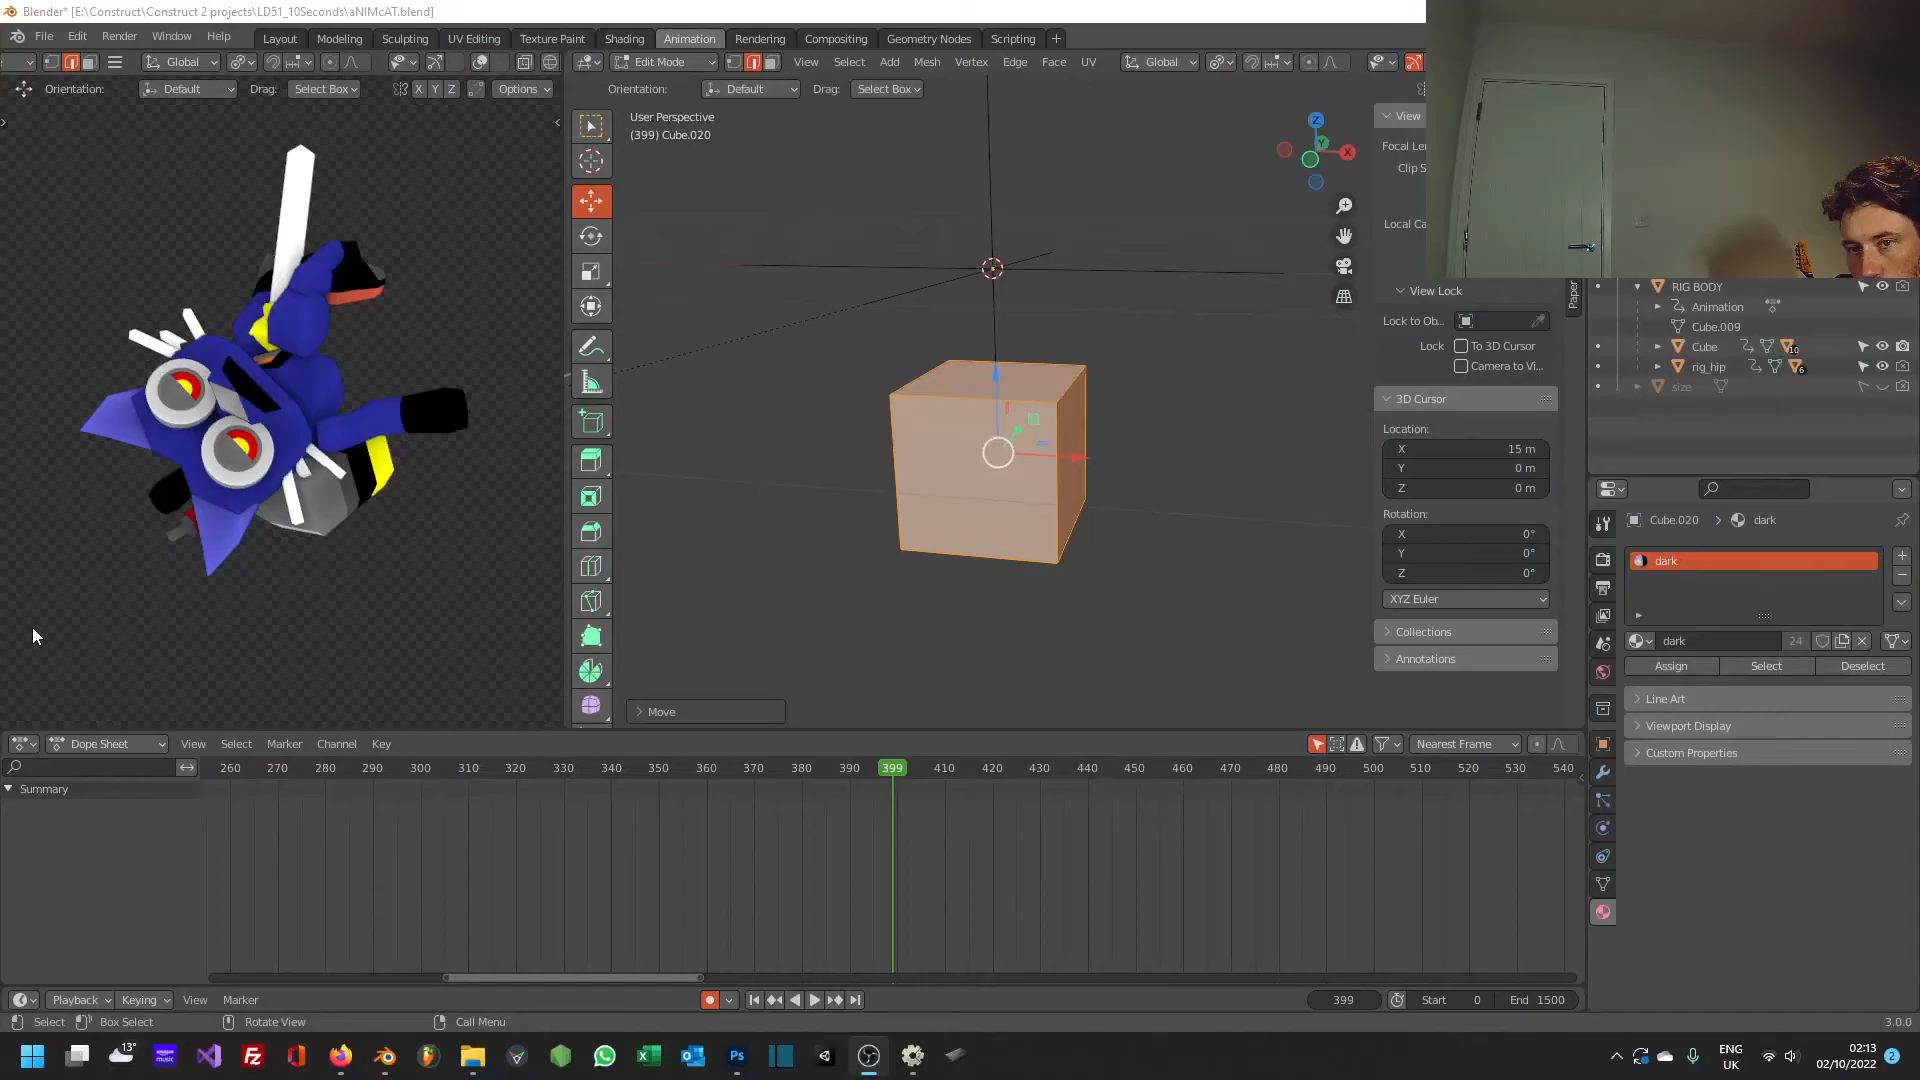 Blender* [E:\Construct\Construct 2 projects\LD51_10Seconds\aNIMcAT.blend]
File Edit Render Window Help Layout Modeling Sculpting UV Editing Texture Paint Shading Animation Rendering Compositing Geometry Nodes Scripting +
Global Edit Mode View Select Add Mesh Vertex Edge Face UV Global
Orientation: Default Drag: Select Box X Y Z Options Orientation: Default Drag: Select Box
User Perspective
(399) Cube.020
Z
Y
X
View
Focal Len
Clip S
Local Ca
View Lock
Lock to Ob...
Lock To 3D Cursor
Camera to Vi...
3D Cursor
Location:
X 15 m
Y 0 m
Z 0 m
Rotation:
X 0°
Y 0°
Z 0°
XYZ Euler
Collections
Annotations
Paper
Move
RIG BODY
Animation
Cube.009
Cube 10
rig_hip 6
size
Cube.020 > dark
dark
dark 24
Assign Select Deselect
Line Art
Viewport Display
Custom Properties
Dope Sheet View Select Marker Channel Key Nearest Frame
260 270 280 290 300 310 320 330 340 350 360 370 380 390 399 410 420 430 440 450 460 470 480 490 500 510 520 530 540
Summary
Playback Keying View Marker 399 Start 0 End 1500
Select Box Select Rotate View Call Menu 3.0.0
13° amazon music Fz Ps ENG UK 02:13 02/10/2022 2